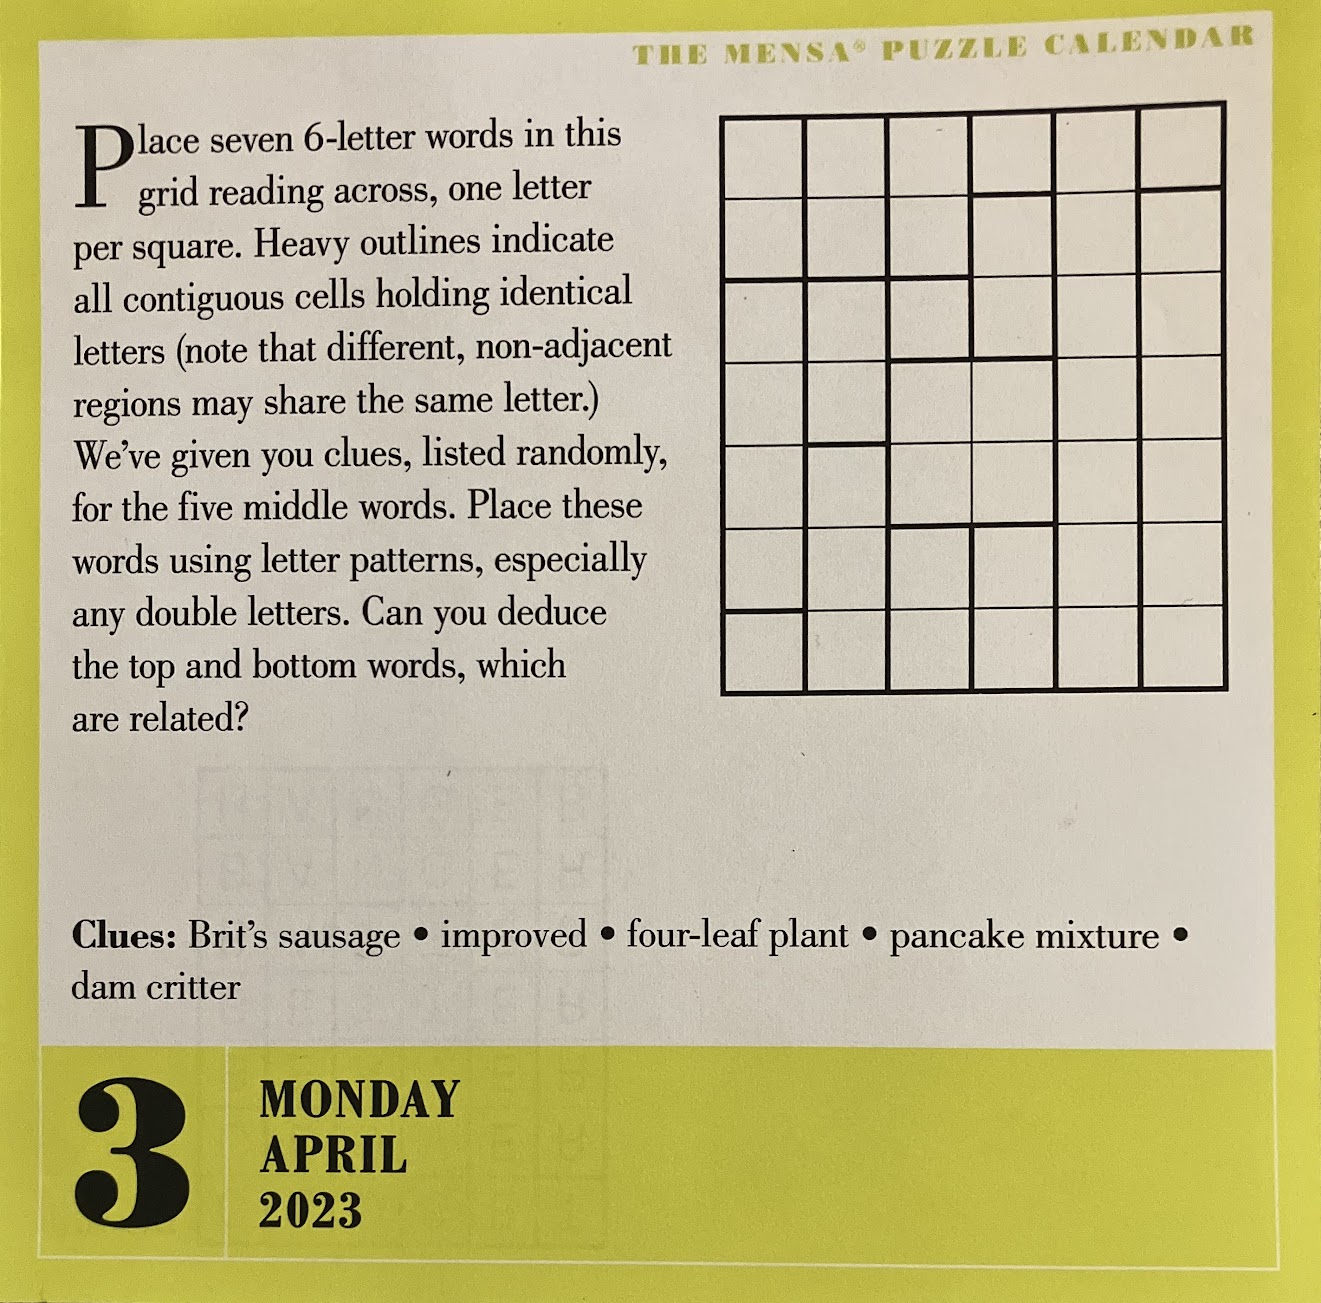 THE MENSA® PUZZLE CALENDAR
Place seven 6-letter words in this
grid reading across, one letter
per square. Heavy outlines indicate
all contiguous cells holding identical
letters (note that different, non-adjacent
regions may share the same letter.)
We've given you clues, listed randomly,
for the five middle words. Place these
words using letter patterns, especially
any double letters. Can you deduce
the top and bottom words, which
are related?
Clues: Brit's sausage • improved • four-leaf plant • pancake mixture •
dam critter
3
MONDAY
APRIL
2023